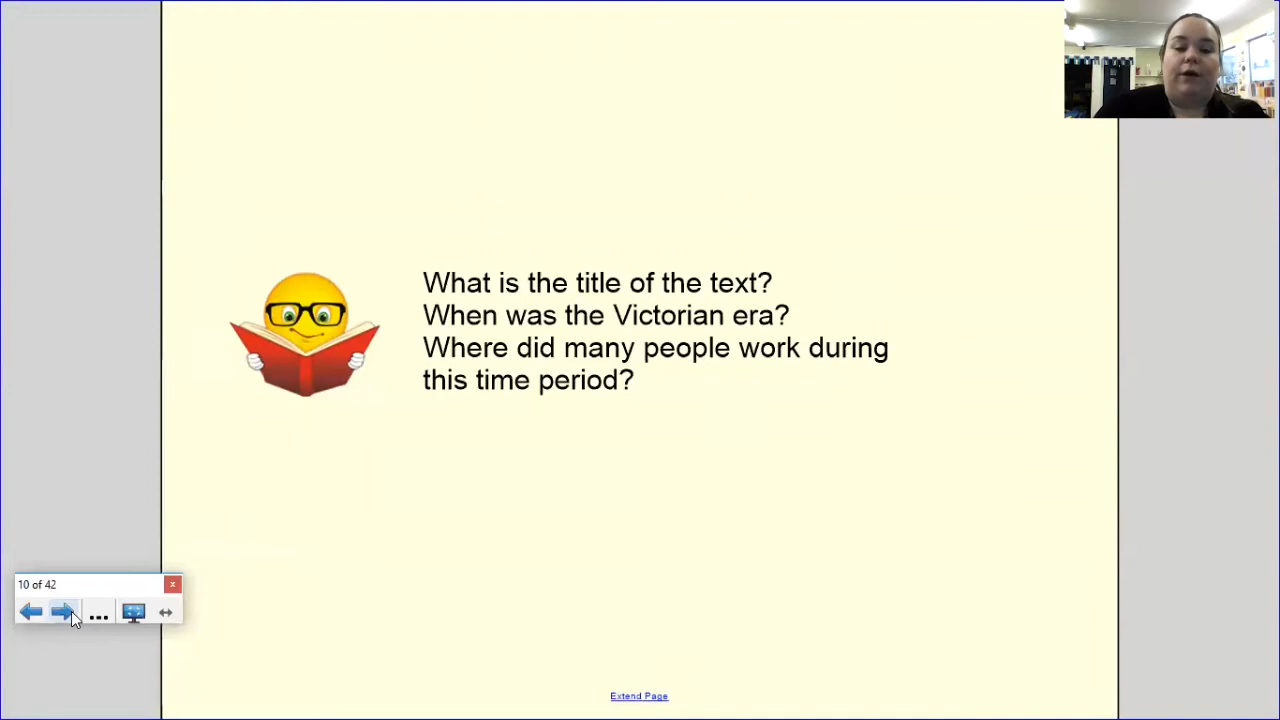 What is the title of the text?
When was the Victorian era?
Where did many people work during
this time period?
10 of 42
x
...
Extend Page